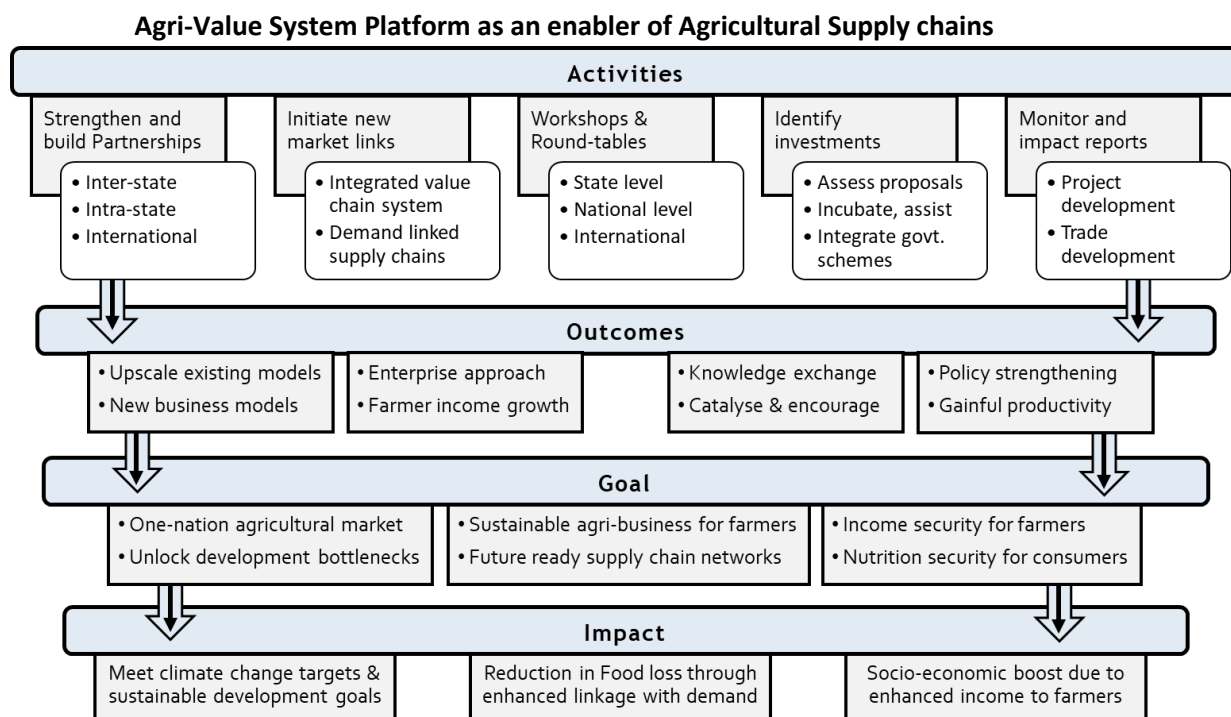 Agri-Value System Platform as an enabler of Agricultural Supply chains
Activities
Strengthen and
build Partnerships
• Inter-state
• Intra-state
• International
Initiate new
market links
• Integrated value
chain system
• Demand linked
supply chains
Workshops &
Round-tables
• State level
• National level
• International
Identify
investments
• Assess proposals
• Incubate, assist
• Integrate govt.
schemes
Monitor and
impact reports
• Project
development
• Trade
development
Outcomes
• Upscale existing models
• New business models
• Enterprise approach
• Farmer income growth
• Knowledge exchange
• Catalyse & encourage
• Policy strengthening
• Gainful productivity
Goal
• One-nation agricultural market
• Unlock development bottlenecks
• Sustainable agri-business for farmers
• Future ready supply chain networks
• Income security for farmers
• Nutrition security for consumers
Impact
Meet climate change targets &
sustainable development goals
Reduction in Food loss through
enhanced linkage with demand
Socio-economic boost due to
enhanced income to farmers